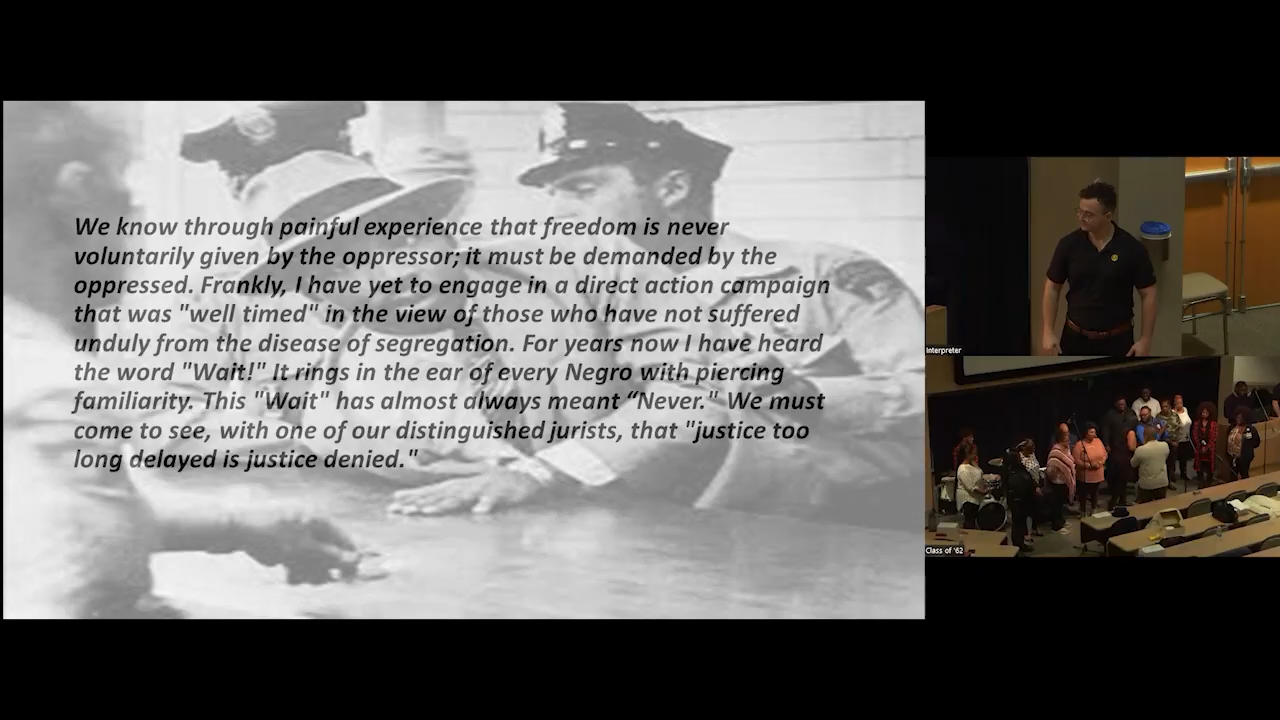 We know through painful experience that freedom is never
voluntarily given by the oppressor; it must be demanded by the
oppressed. Frankly, I have yet to engage in a direct action campaign
that was "well timed" in the view of those who have not suffered
unduly from the disease of segregation. For years now I have heard
the word "Wait!" It rings in the ear of every Negro with piercing
familiarity. This "Wait" has almost always meant “Never." We must
come to see, with one of our distinguished jurists, that "justice too
long delayed is justice denied."
Interpreter
Class of '62